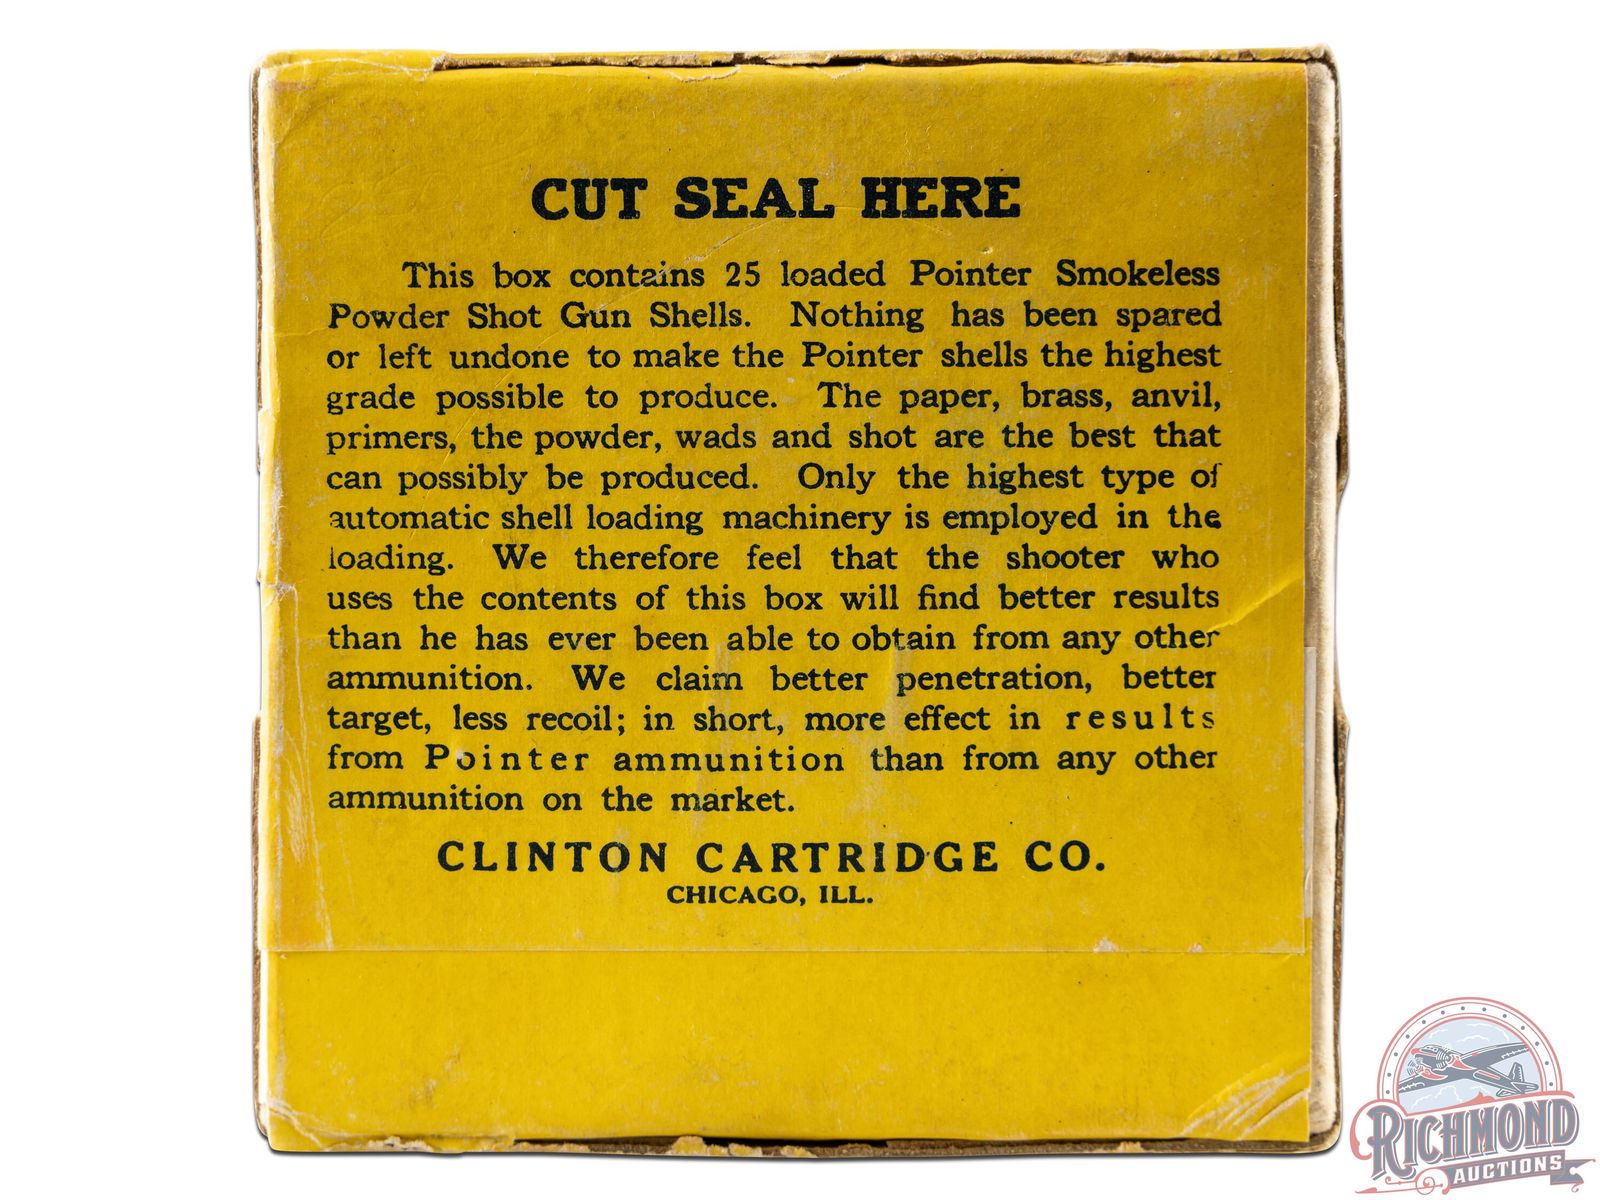 CUT SEAL HERE
This box contains 25 loaded Pointer Smokeless
Powder Shot Gun Shells. Nothing has been spared
or left undone to make the Pointer shells the highest
grade possible to produce. The paper, brass, anvil,
primers, the powder, wads and shot are the best that
can possibly be produced. Only the highest type of
automatic shell loading machinery is employed in the
loading. We therefore feel that the shooter who
uses the contents of this box will find better results
than he has ever been able to obtain from any other
ammunition. We claim better penetration, better
target, less recoil; in short, more effect in results
from Pointer ammunition than from any other
ammunition on the market.
CLINTON CARTRIDGE CO.
CHICAGO, ILL.
RICHMOND
AUCTIONS